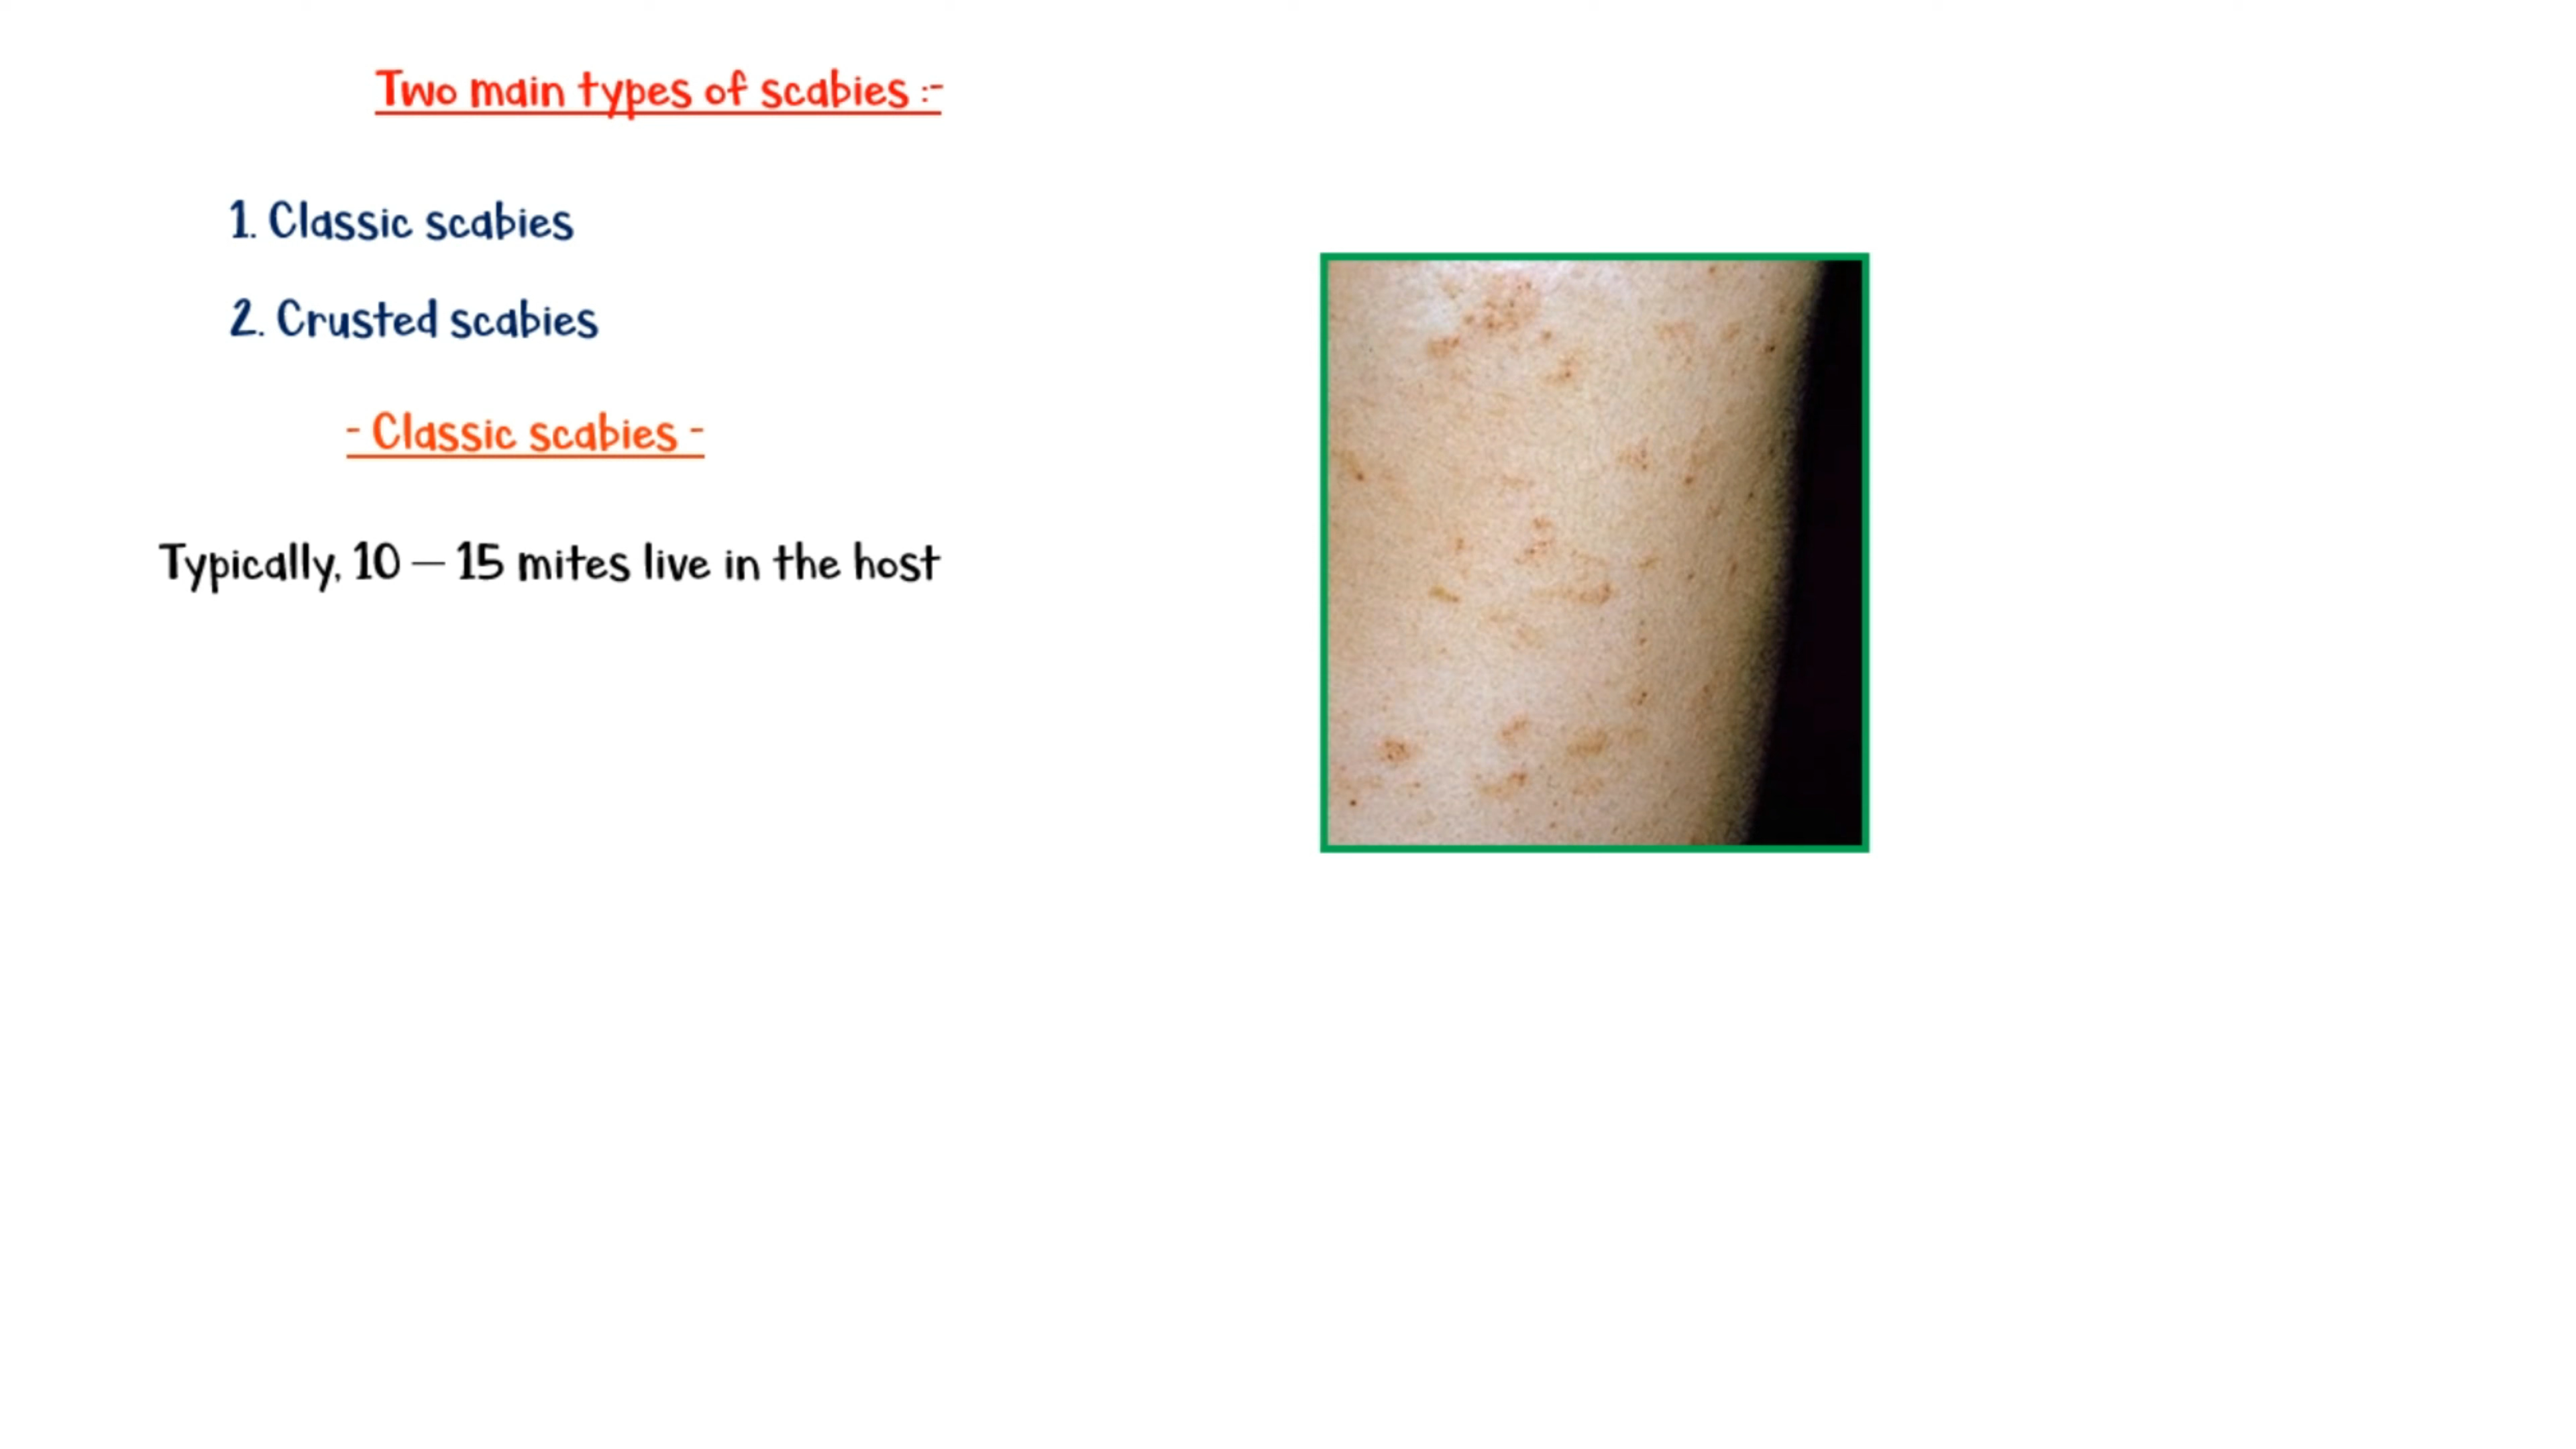 Two main types of scabies :-
1. Classic scabies
2. Crusted scabies
- Classic scabies -
Typically, 10 – 15 mites live in the host